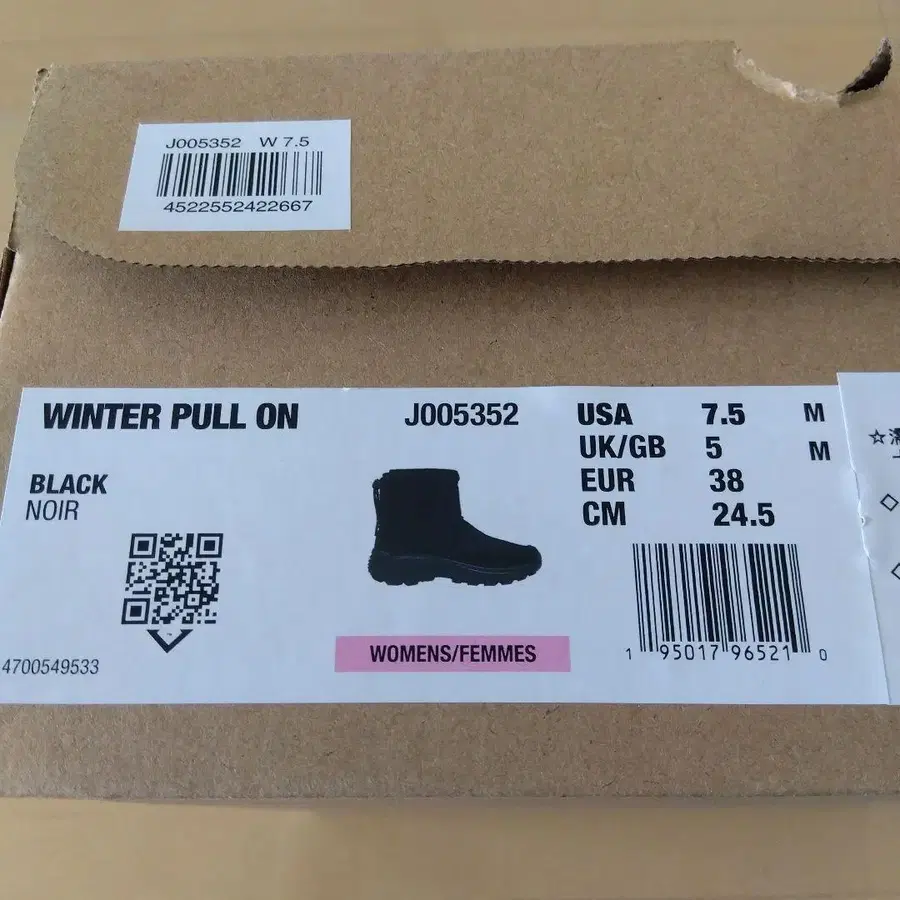 J005352 W 7.5
4522552422667
WINTER PULL ON
J005352
BLACK
NOIR
USA 7.5 M
UK/GB 5 M
EUR 38
CM 24.5
WOMENS/FEMMES
4700549533
1 95017 96521 0